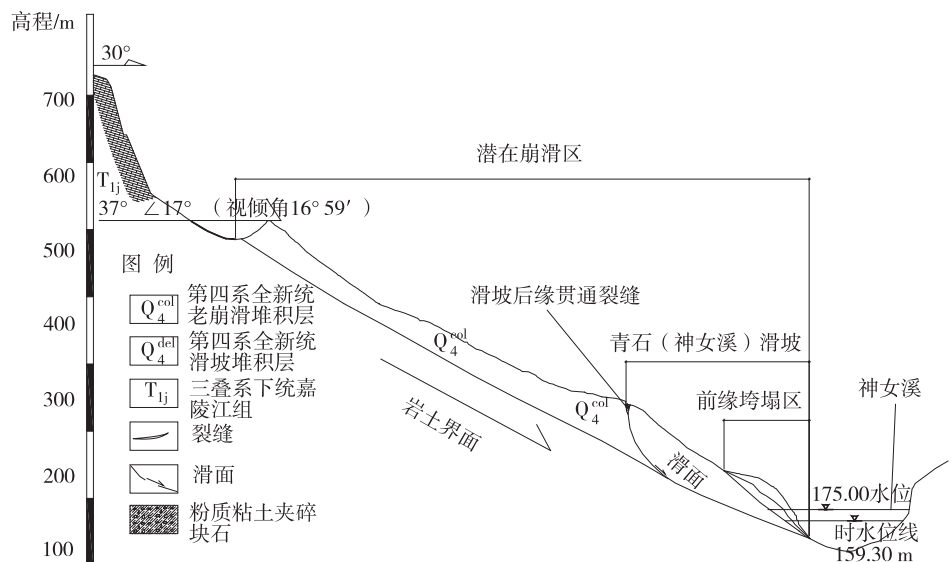 高程/m
30°
700
600
500
400
300
200
100
T1j
37° ∠17° （视倾角16°59′）
潜在崩滑区
滑坡后缘贯通裂缝
青石（神女溪）滑坡
前缘垮塌区
神女溪
Q4col
Q4col
岩土界面
滑面
175.00水位
时水位线
159.30 m
图 例
Q4col
第四系全新统
老崩滑堆积层
Q4del
第四系全新统
滑坡堆积层
T1j
三叠系下统嘉
陵江组
裂缝
滑面
粉质粘土夹碎
块石